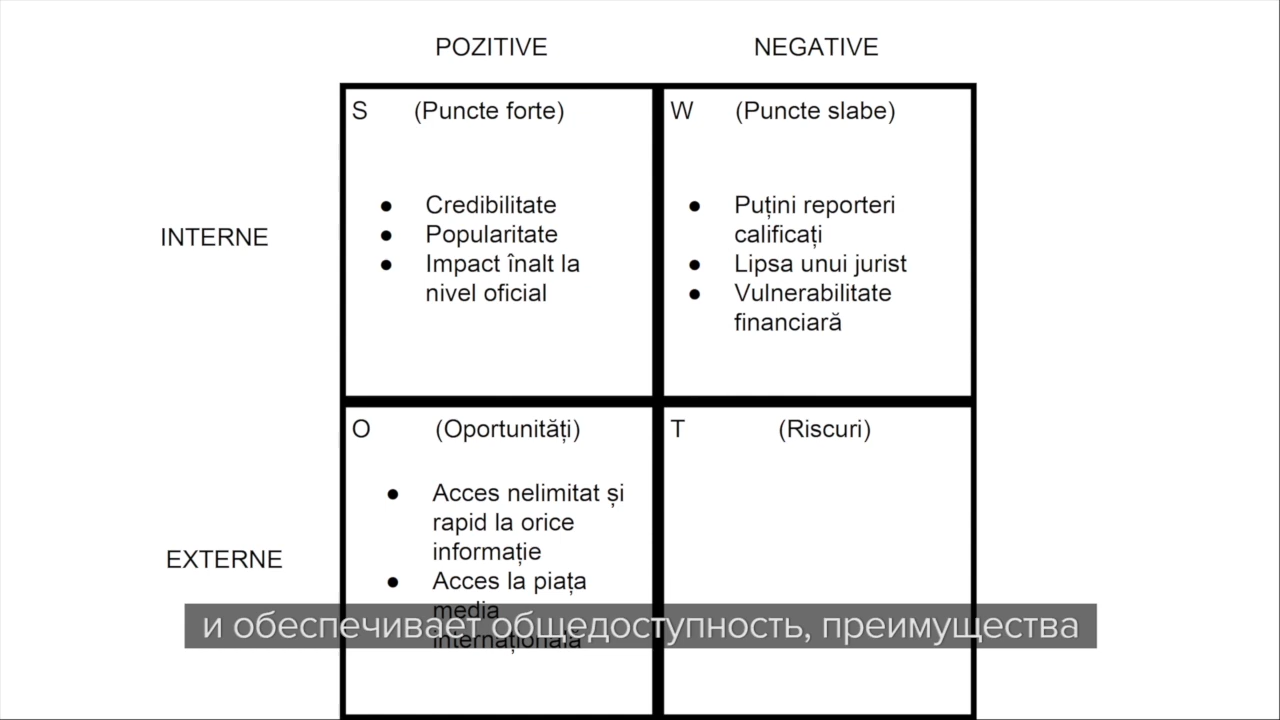 POZITIVE
NEGATIVE
S (Puncte forte)
W (Puncte slabe)
INTERNE
● Credibilitate
● Popularitate
● Impact înalt la
nivel oficial
● Puțini reporteri
calificați
● Lipsa unui jurist
● Vulnerabilitate
financiară
O (Oportunități)
T (Riscuri)
EXTERNE
● Acces nelimitat și
rapid la orice
informație
● Acces la piața
media
internațională
и обеспечивает общедоступность, преимущества